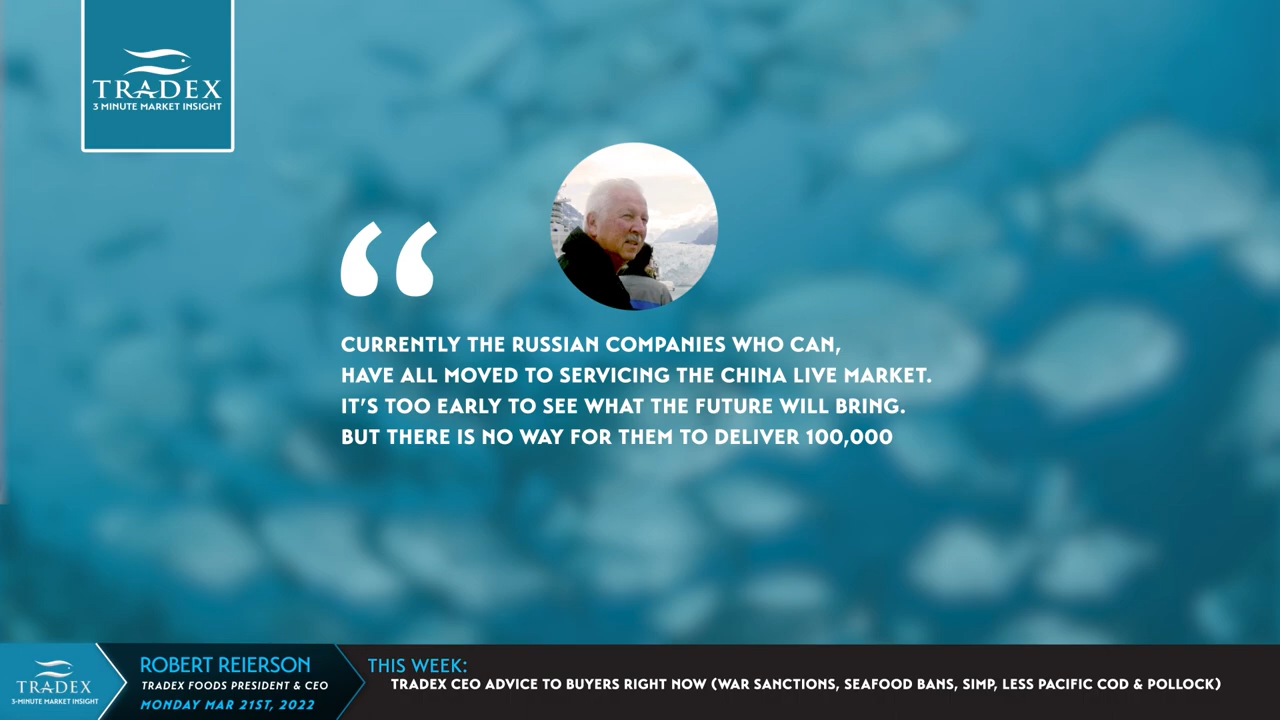 TRADEX
3 MINUTE MARKET INSIGHT
“
CURRENTLY THE RUSSIAN COMPANIES WHO CAN,
HAVE ALL MOVED TO SERVICING THE CHINA LIVE MARKET.
IT'S TOO EARLY TO SEE WHAT THE FUTURE WILL BRING.
BUT THERE IS NO WAY FOR THEM TO DELIVER 100,000
TRADEX
3-MINUTE MARKET INSIGHT
ROBERT REIERSON
TRADEX FOODS PRESIDENT & CEO
MONDAY MAR 21ST, 2022
THIS WEEK:
TRADEX CEO ADVICE TO BUYERS RIGHT NOW (WAR SANCTIONS, SEAFOOD BANS, SIMP, LESS PACIFIC COD & POLLOCK)